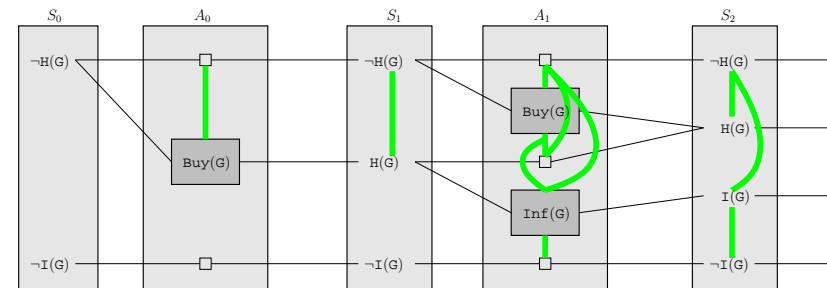 S₀ A₀ S₁ A₁ S₂
¬H(G) ¬H(G) ¬H(G)
Buy(G)
H(G)
Buy(G) H(G)
I(G)
Inf(G)
¬I(G) ¬I(G) ¬I(G)